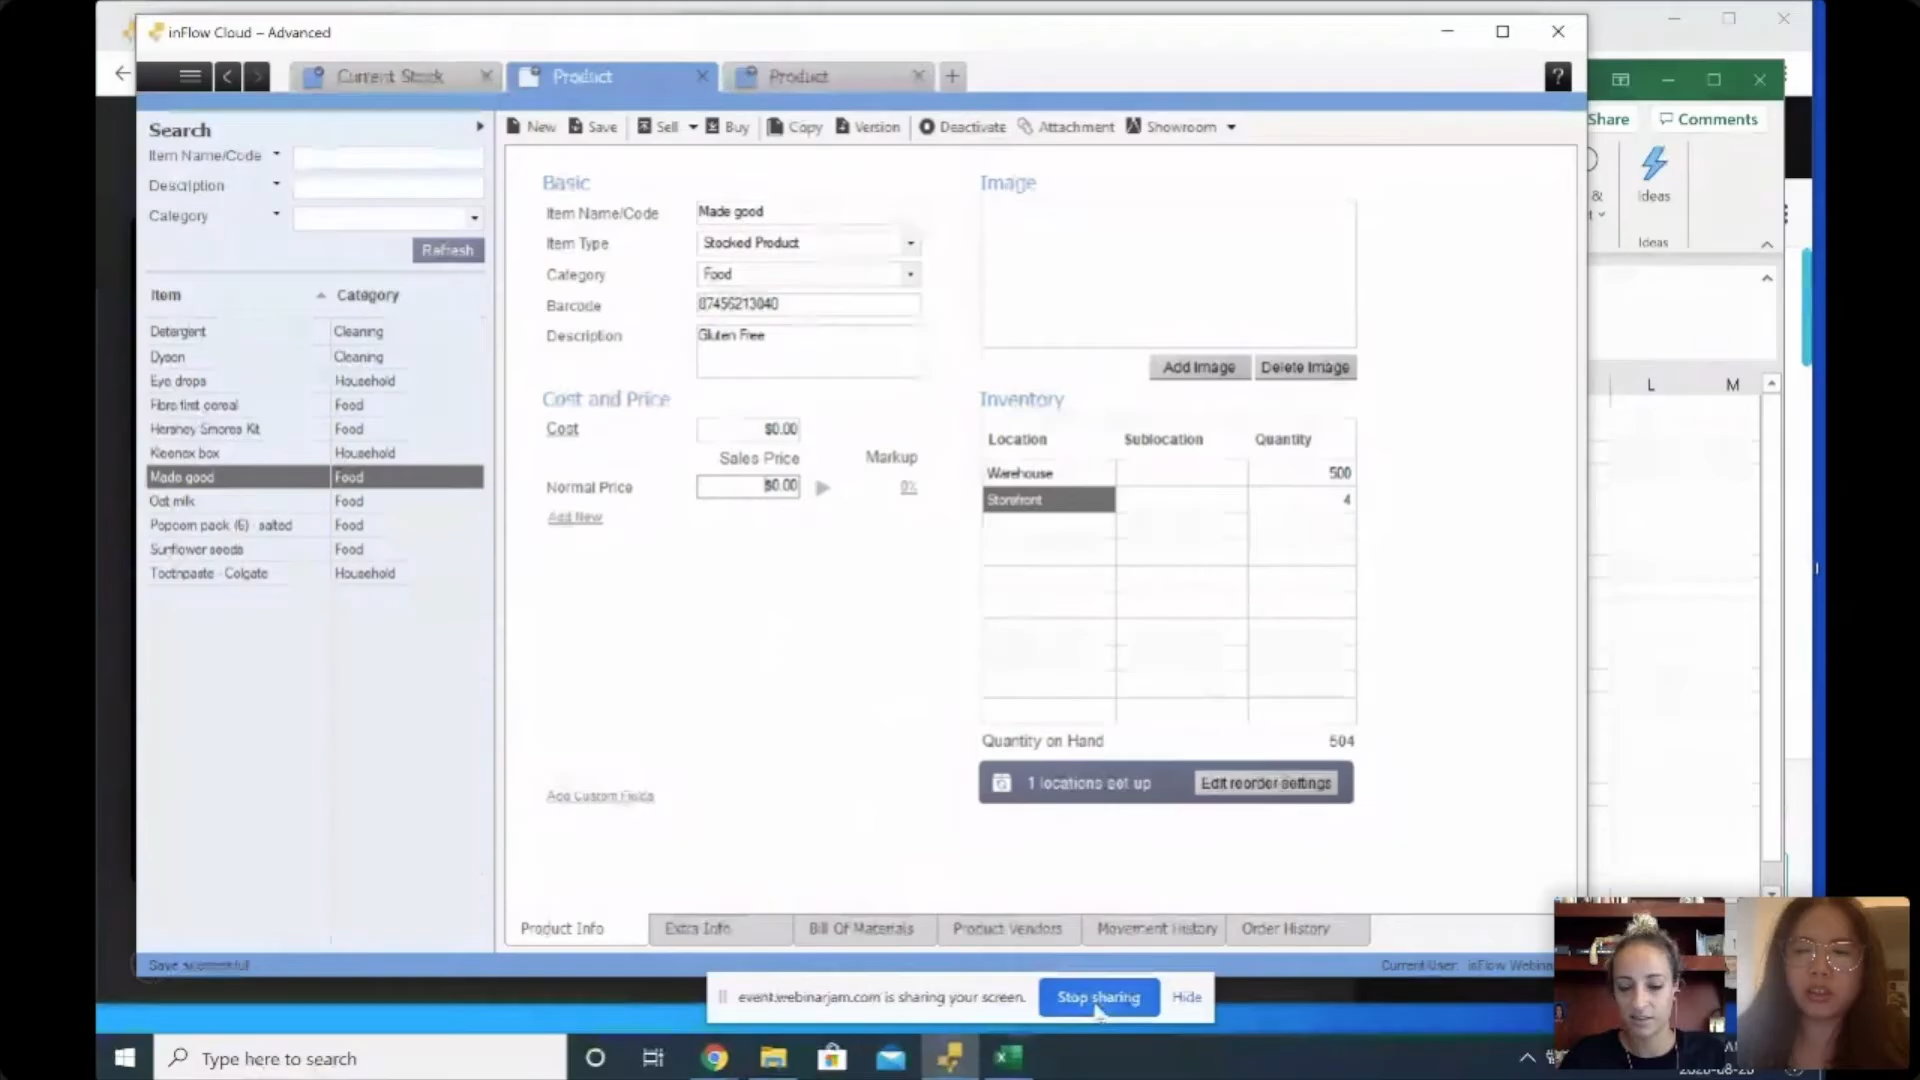 inFlow Cloud – Advanced
Current Stock
Product
Product
?
Search
Item Name/Code
Description
Category
Refresh
Item Category
Detergent Cleaning
Dyson Cleaning
Eye drops Household
Fibre first cereal Food
Hershey Smores Kit Food
Kleenex box Household
Made good Food
Oat milk Food
Popcorn pack (6) - salted Food
Sunflower seeds Food
Toothpaste - Colgate Household
Save successful
New Save Sell Buy Copy Version Deactivate Attachment Showroom
Basic
Item Name/Code Made good
Item Type Stocked Product
Category Food
Barcode 87456213040
Description Gluten Free
Cost and Price
Cost $0.00
Sales Price Markup
Normal Price $0.00 0%
Add New
Add Custom Fields
Image
Add Image Delete Image
Inventory
Location Sublocation Quantity
Warehouse 500
Storefront 4
Quantity on Hand 504
1 locations set up Edit reorder settings
Product Info Extra Info Bill Of Materials Product Vendors Movement History Order History
Current User: inFlow Webina
Share Comments
&
Ideas
Ideas
L M
event.webinarjam.com is sharing your screen. Stop sharing Hide
Type here to search